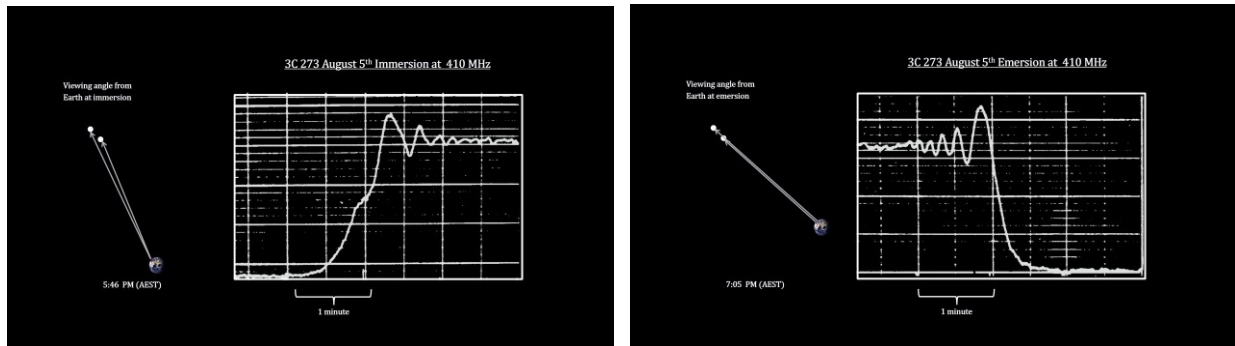 3C 273 August 5th Immersion at 410 MHz
Viewing angle from
Earth at immersion
5:46 PM (AEST)
1 minute
3C 273 August 5th Emersion at 410 MHz
Viewing angle from
Earth at emersion
7:05 PM (AEST)
1 minute